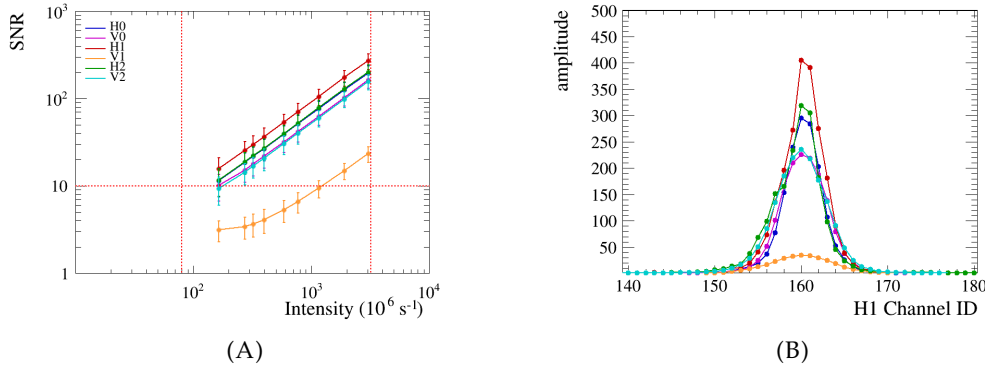 SNR
10³
10²
10
1
H0
V0
H1
V1
H2
V2
10² 10³ 10⁴
Intensity (10⁶ s⁻¹)
(A)
amplitude
500
450
400
350
300
250
200
150
100
50
140 150 160 170 180
H1 Channel ID
(B)